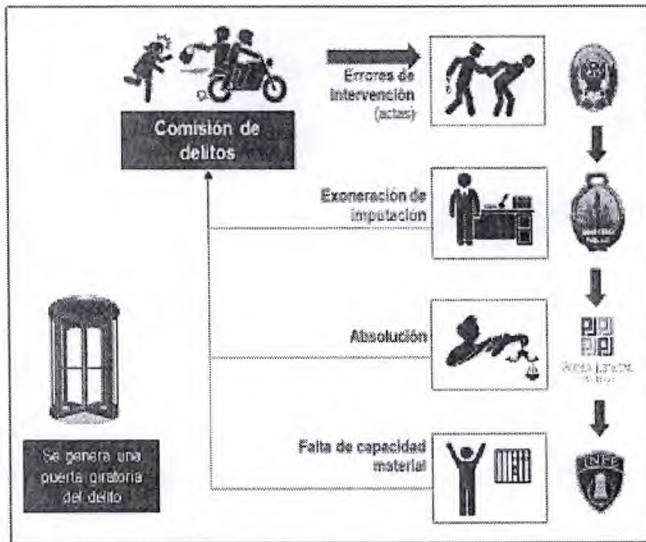 Comisión de
delitos
Errores de
intervención
(actas)
Exoneración de
imputación
Absolución
Falta de capacidad
material
Se genera una
puerta giratoria
del delito
INPE